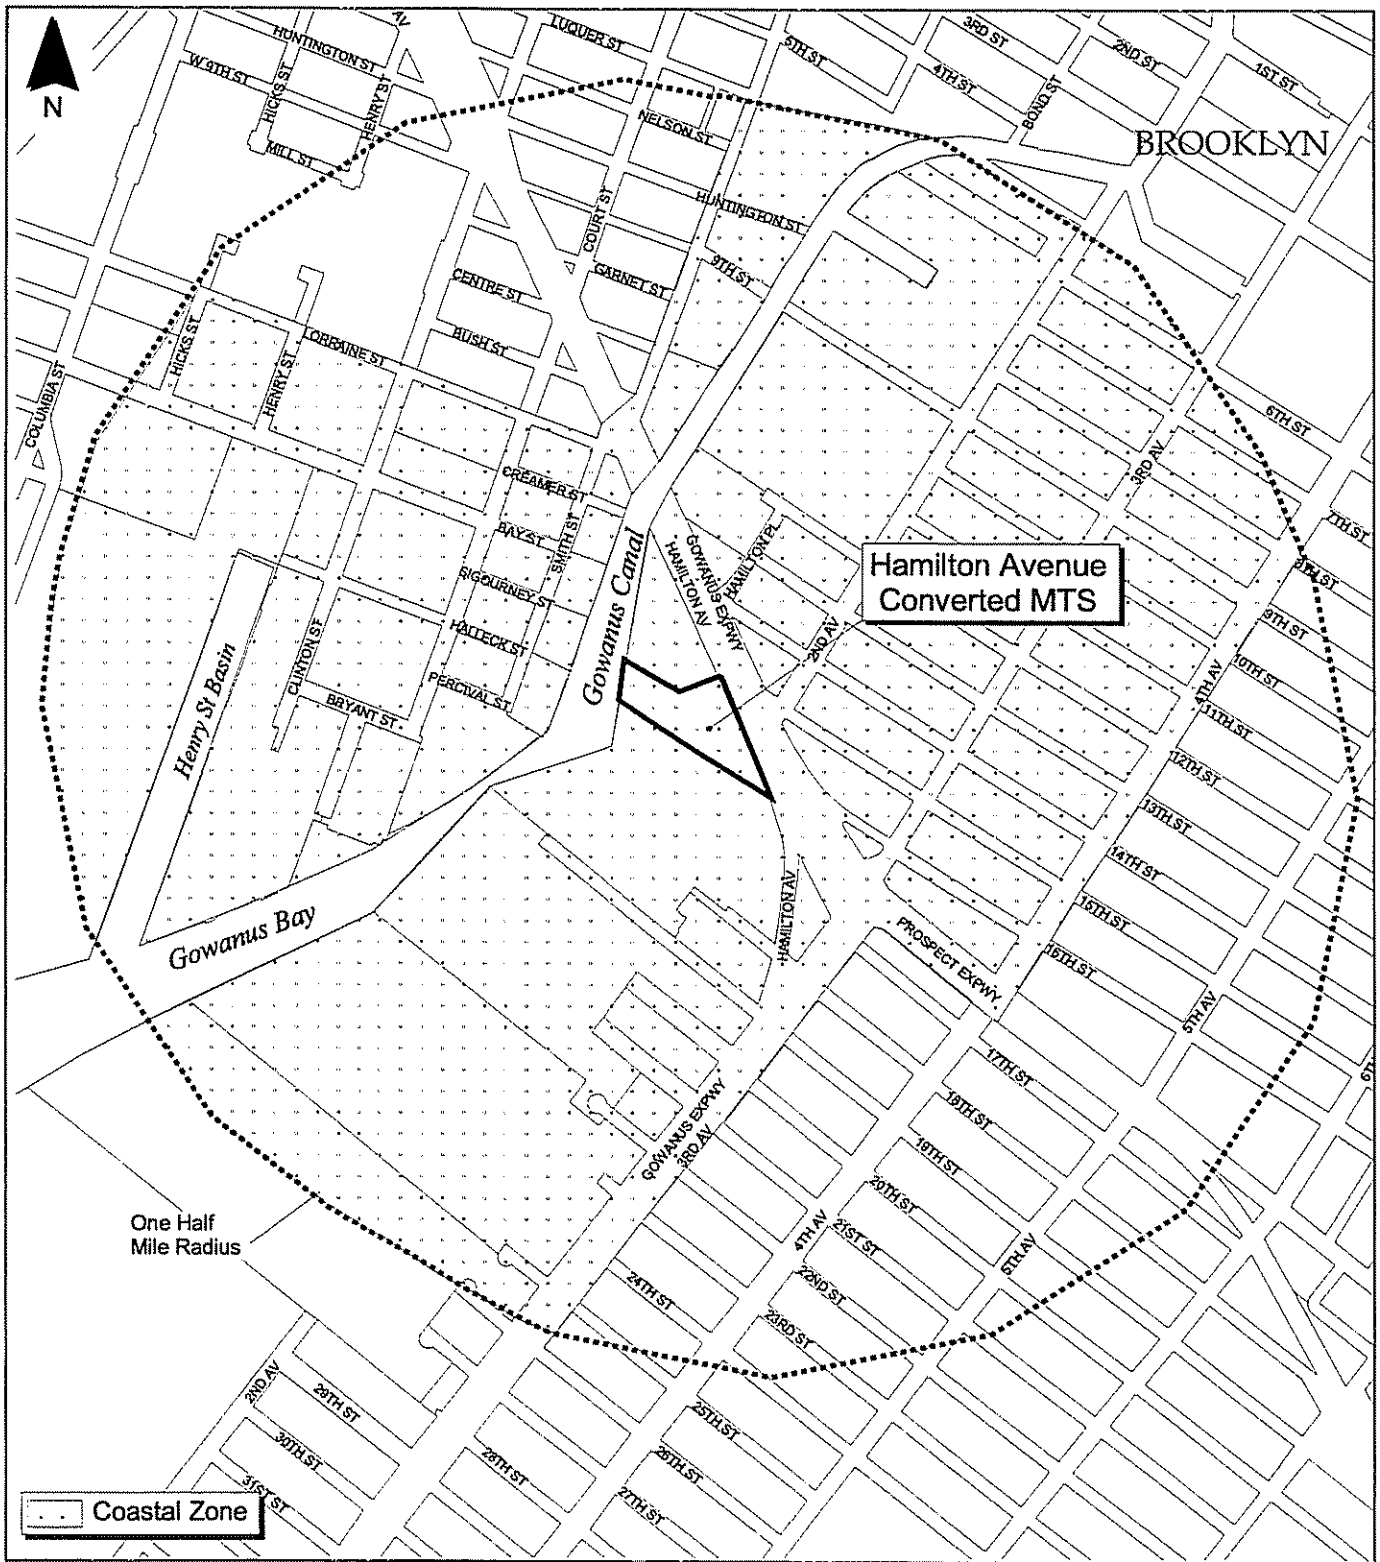 N
HUNTINGTON ST
W 9TH ST
HICKS ST
HENRY ST
AV
LUQUER ST
5TH ST
3RD ST
4TH ST
2ND ST
1ST ST
BOND ST
BROOKLYN
MILL ST
NELSON ST
COURT ST
HUNTINGTON ST
9TH ST
GARNET ST
CENTRE ST
BUSH ST
LORRAINE ST
HICKS ST
HENRY ST
COLUMBIA ST
6TH ST
3RD AV
7TH ST
8TH ST
9TH ST
10TH ST
11TH ST
12TH ST
13TH ST
14TH ST
15TH ST
16TH ST
4TH AV
5TH AV
6TH
CREAMER ST
BAY ST
SMITH ST
SIGOURNEY ST
HALLECK ST
PERCIVAL ST
CLINTON ST
BRYANT ST
Gowanus Canal
GOWANUS EXPWY
HAMILTON AV
HAMILTON PL
2ND AV
Hamilton Avenue
Converted MTS
Henry St Basin
Gowanus Bay
HAMILTON AV
PROSPECT EXPWY
17TH ST
18TH ST
19TH ST
20TH ST
21ST ST
22ND ST
23RD ST
24TH ST
GOWANUS EXPWY
3RD AV
4TH AV
5TH AV
One Half
Mile Radius
2ND AV
29TH ST
30TH ST
31ST ST
28TH ST
25TH ST
26TH ST
27TH ST
Coastal Zone